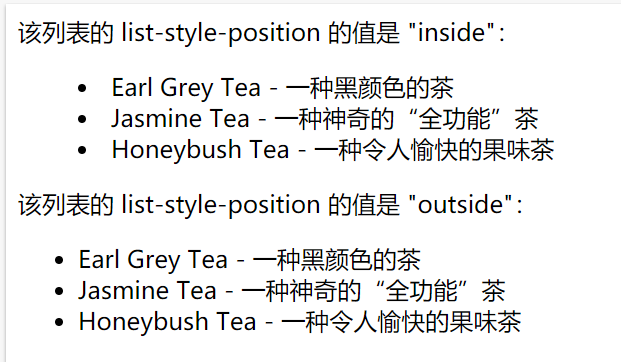 该列表的 list-style-position 的值是 "inside"：
• Earl Grey Tea - 一种黑颜色的茶
• Jasmine Tea - 一种神奇的“全功能”茶
• Honeybush Tea - 一种令人愉快的果味茶
该列表的 list-style-position 的值是 "outside"：
• Earl Grey Tea - 一种黑颜色的茶
• Jasmine Tea - 一种神奇的“全功能”茶
• Honeybush Tea - 一种令人愉快的果味茶